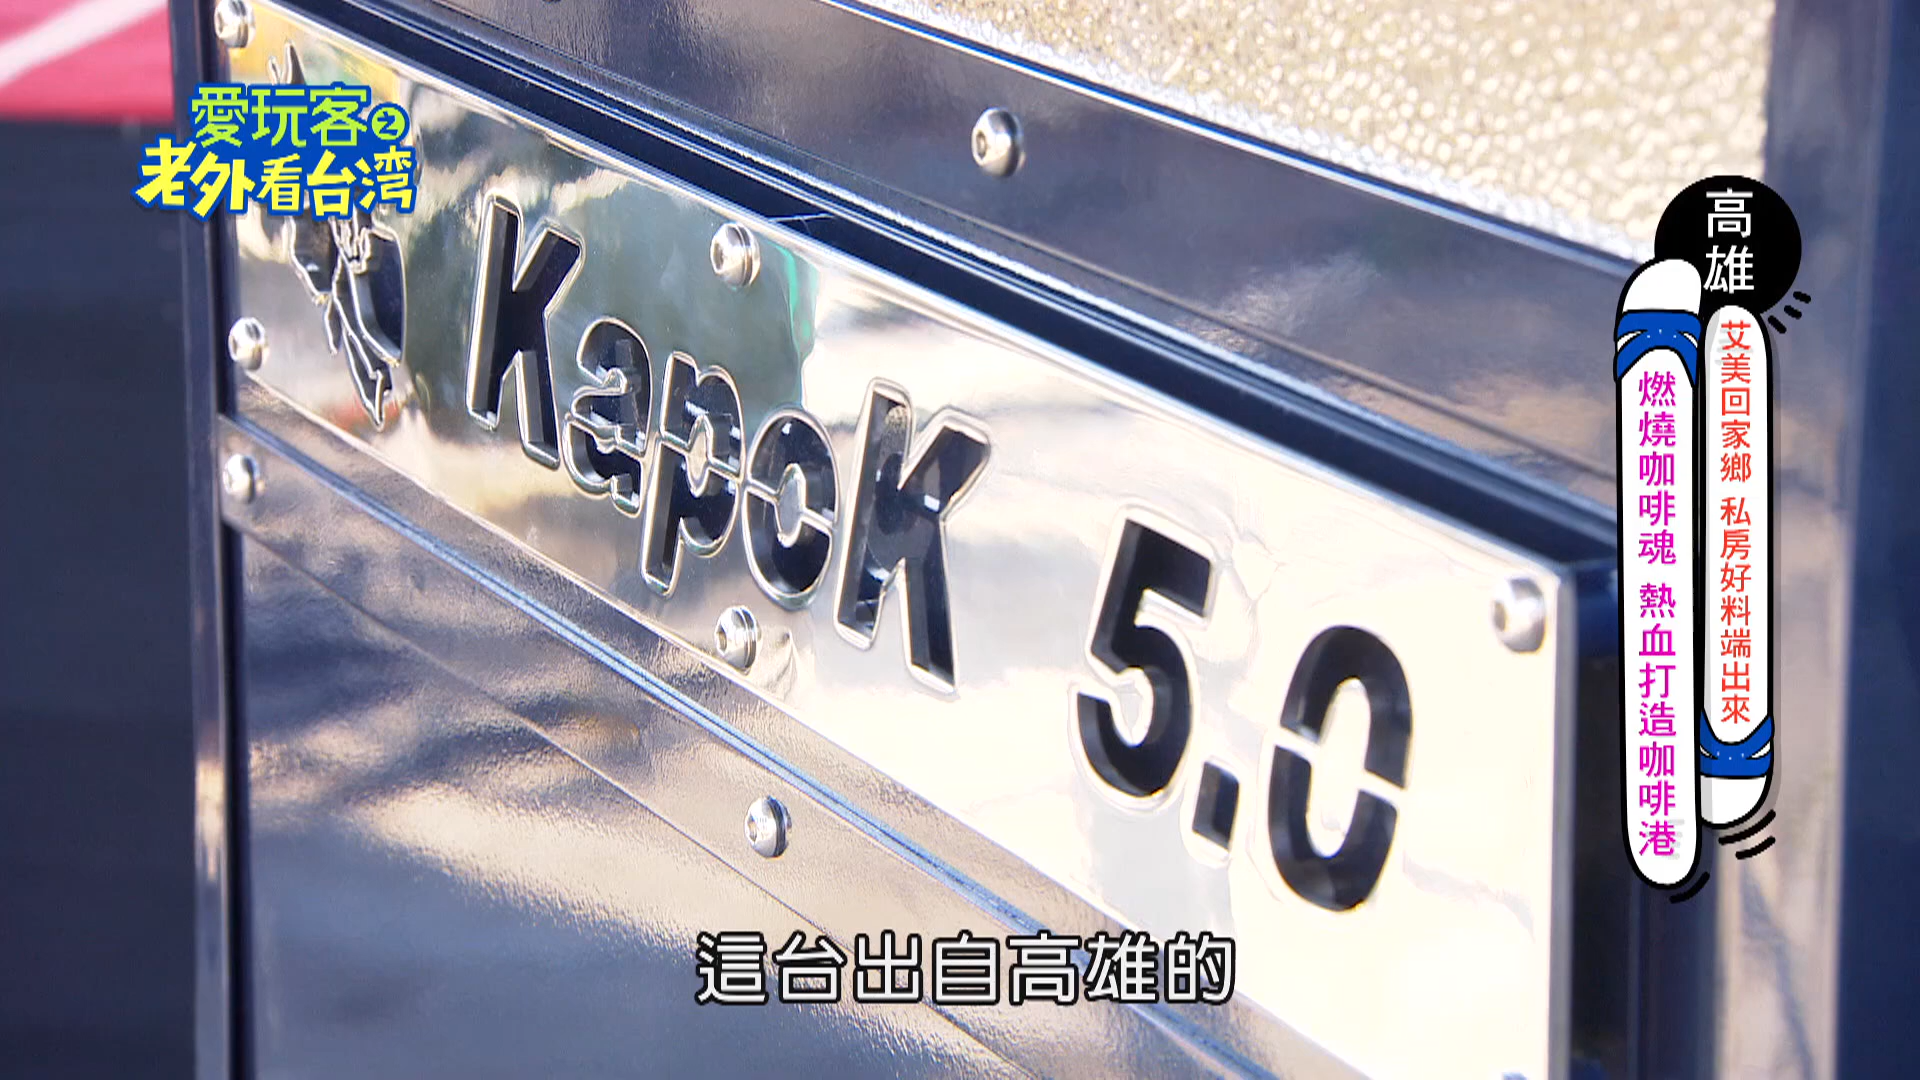 愛玩客之
老外看台湾
KapoK 5.0
高雄
艾美回家鄉 私房好料端出來
燃燒咖啡魂 熱血打造咖啡港
這台出自高雄的